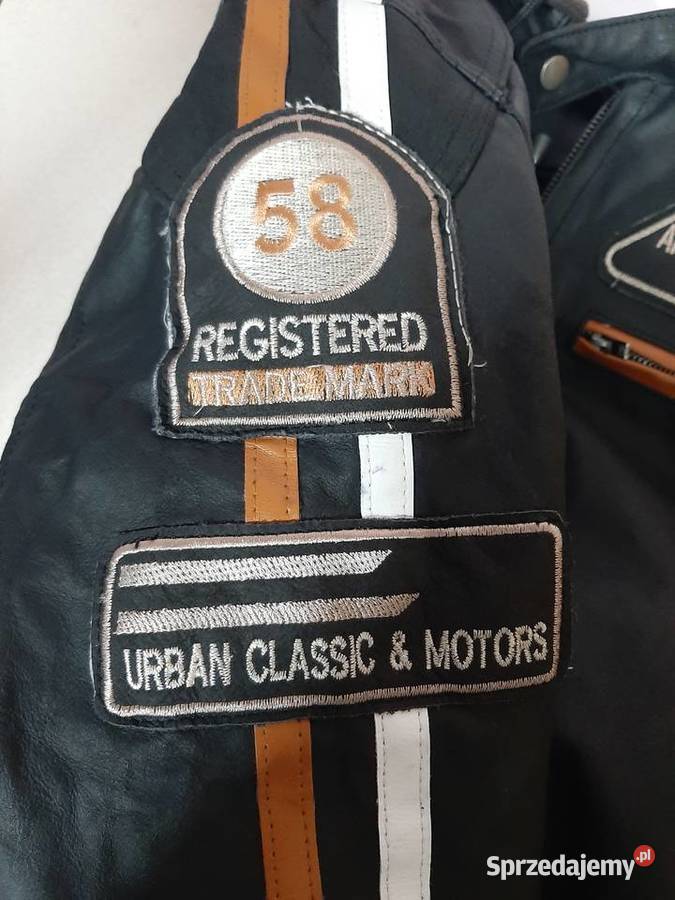 58
REGISTERED
TRADE MARK
URBAN CLASSIC & MOTORS
Sprzedajemy.pl